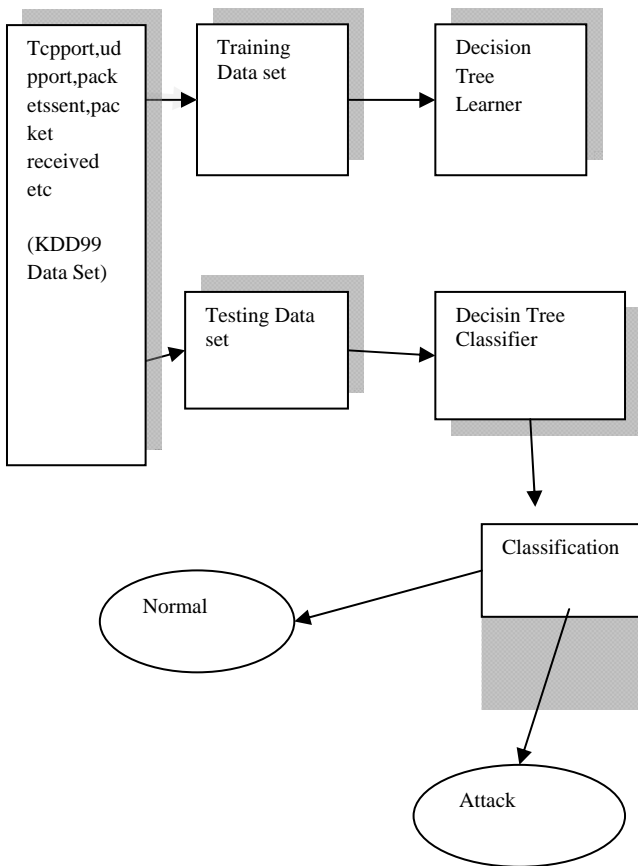 Tcpport,ud
pport,pack
etssent,pac
ket
received
etc
(KDD99
Data Set)
Training
Data set
Decision
Tree
Learner
Testing Data
set
Decisin Tree
Classifier
Classification
Normal
Attack